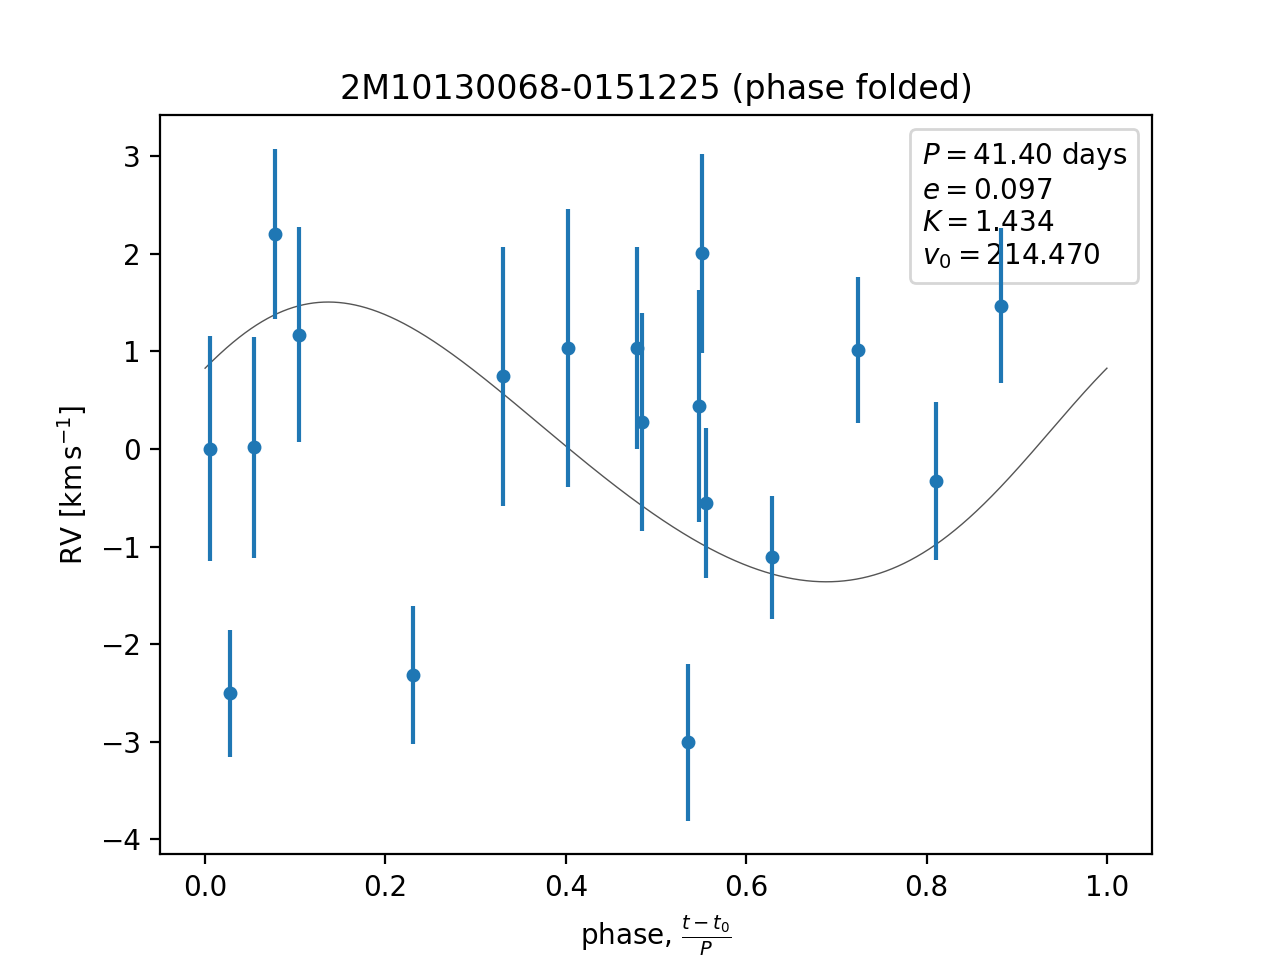 2M10130068-0151225 (phase folded)
P = 41.40 days
e = 0.097
K = 1.434
v₀ = 214.470
3
2
1
0
−1
−2
−3
−4
RV [km s⁻¹]
0.0 0.2 0.4 0.6 0.8 1.0
phase, (t − t₀)/P